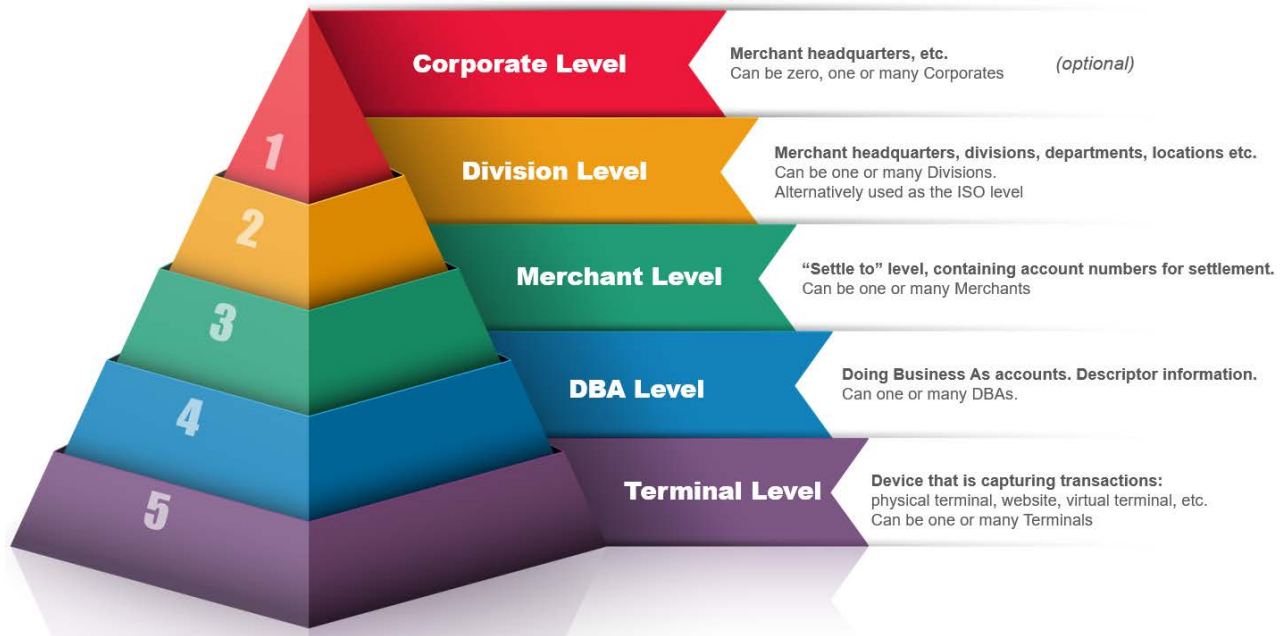 1
Corporate Level
Merchant headquarters, etc.
Can be zero, one or many Corporates
(optional)
2
Division Level
Merchant headquarters, divisions, departments, locations etc.
Can be one or many Divisions.
Alternatively used as the ISO level
3
Merchant Level
“Settle to” level, containing account numbers for settlement.
Can be one or many Merchants
4
DBA Level
Doing Business As accounts. Descriptor information.
Can one or many DBAs.
5
Terminal Level
Device that is capturing transactions:
physical terminal, website, virtual terminal, etc.
Can be one or many Terminals